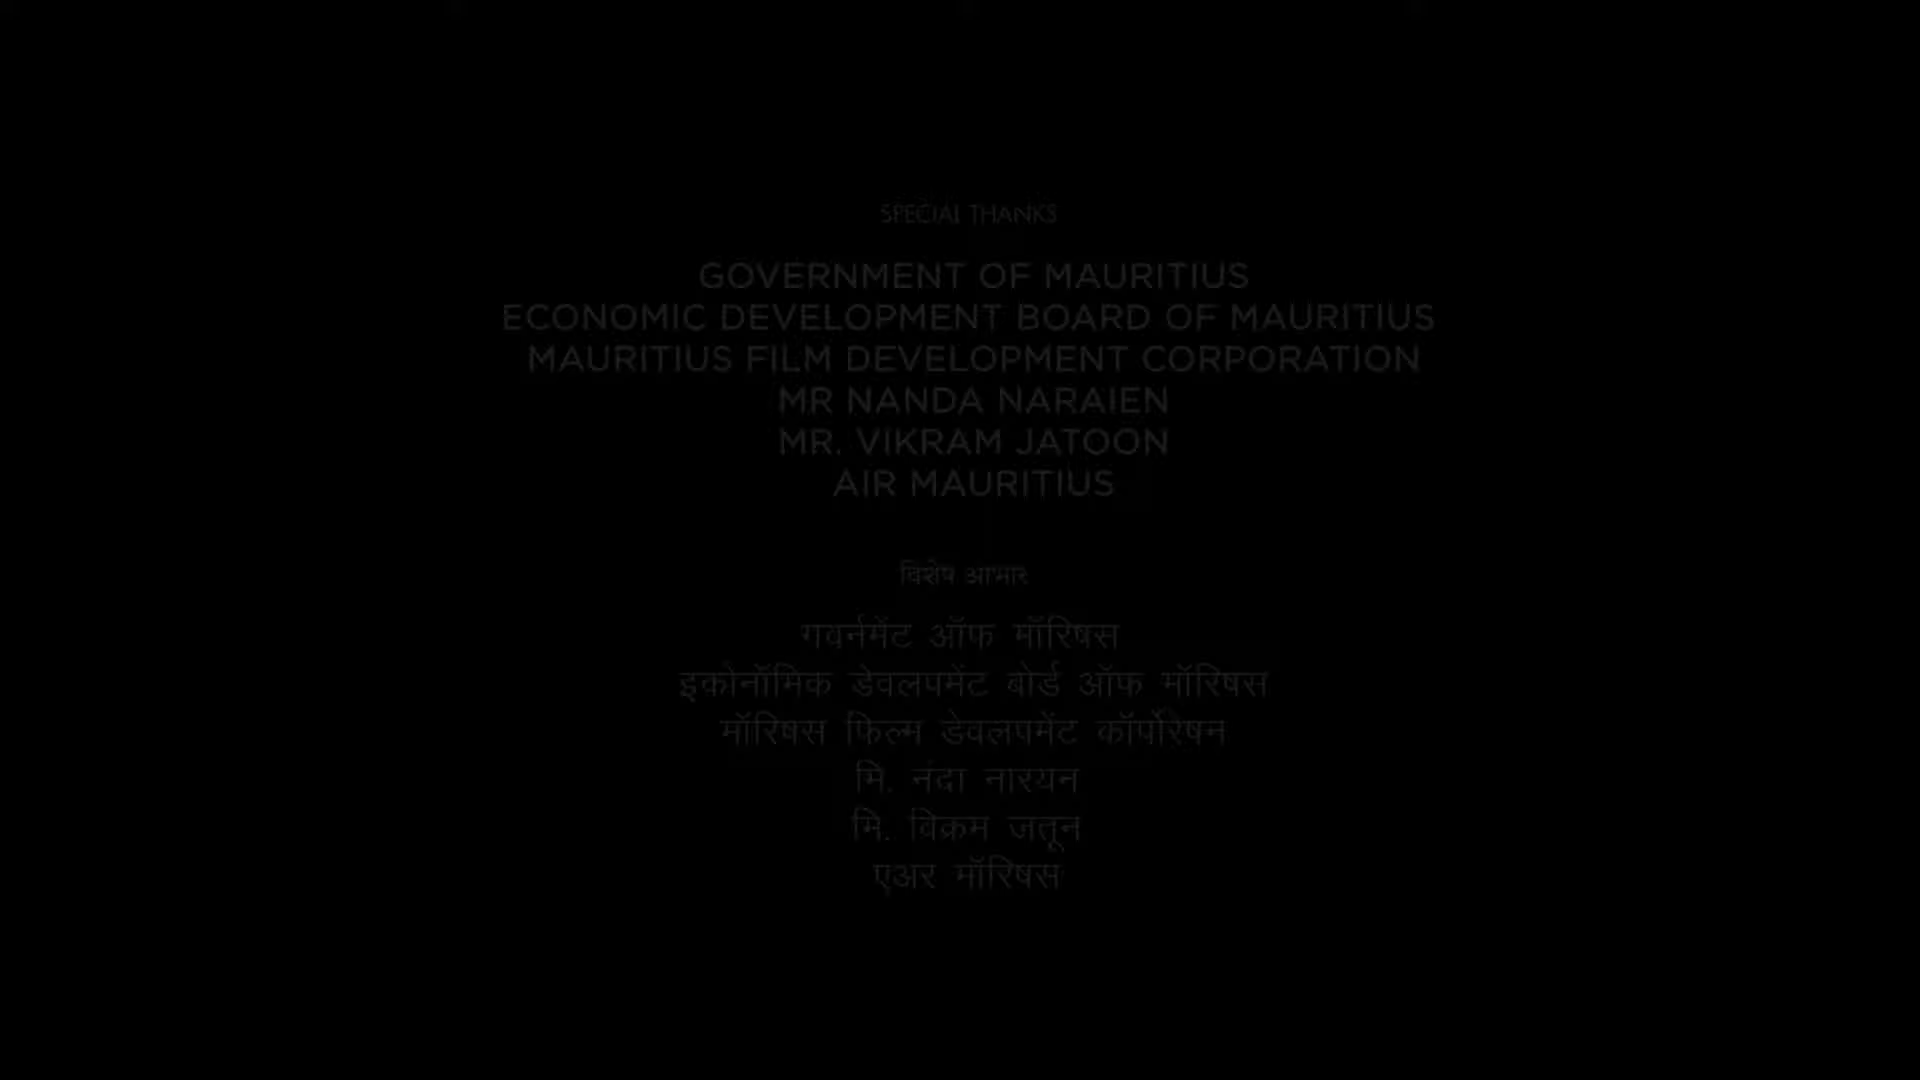 SPECIAL THANKS
GOVERNMENT OF MAURITIUS
ECONOMIC DEVELOPMENT BOARD OF MAURITIUS
MAURITIUS FILM DEVELOPMENT CORPORATION
MR NANDA NARAIEN
MR. VIKRAM JATOON
AIR MAURITIUS
विशेष आभार
गवर्नमेंट ऑफ मॉरिषस
इकोनॉमिक डेवलपमेंट बोर्ड ऑफ मॉरिषस
मॉरिषस फिल्म डेवलपमेंट कॉर्पोरेषन
मि. नंदा नारयन
मि. विक्रम जतून
एअर मॉरिषस